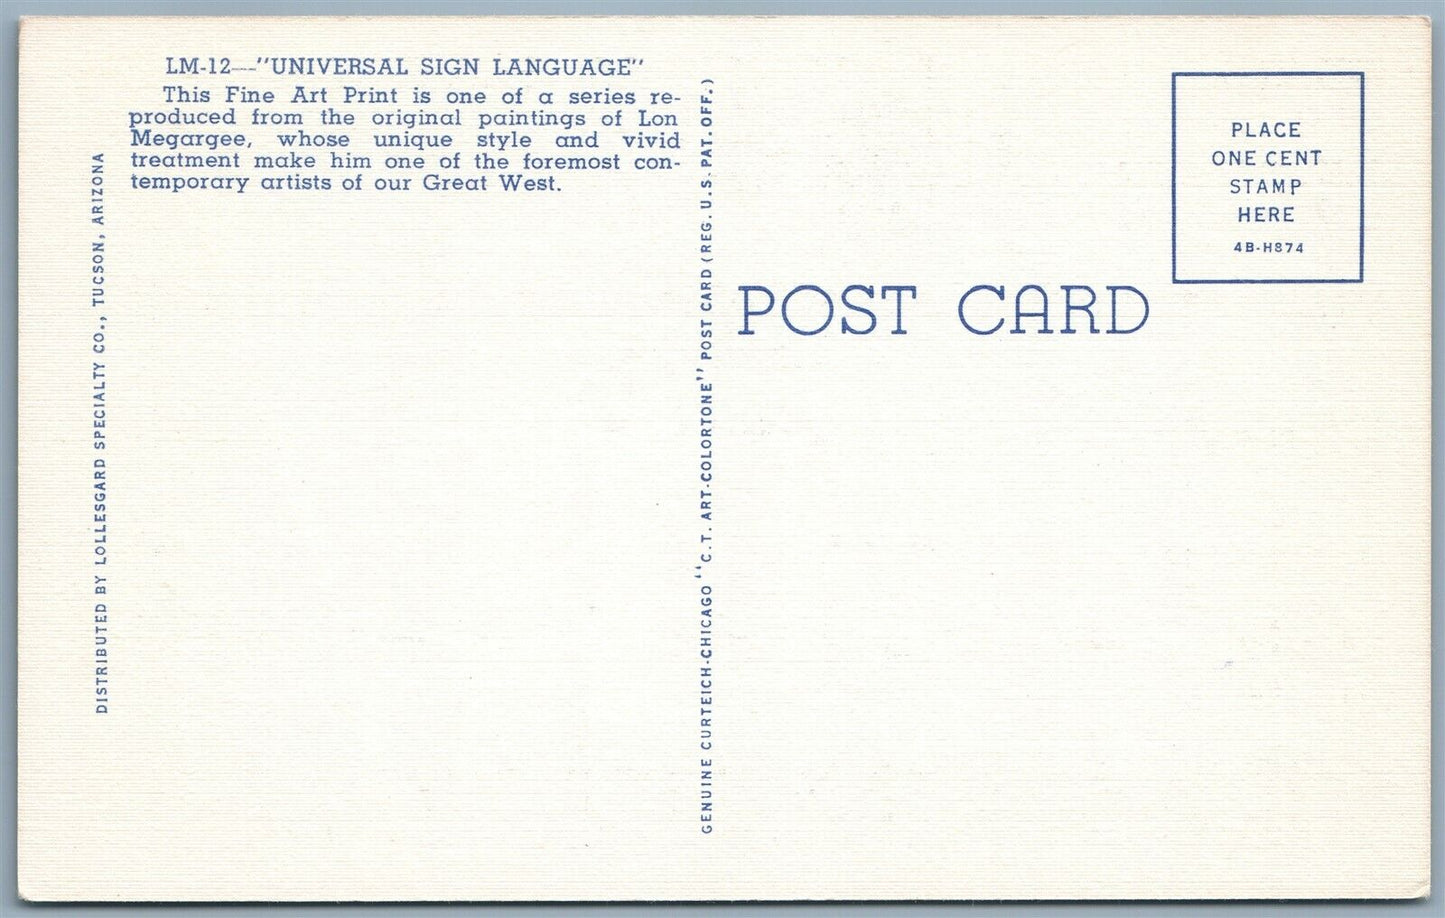 LM-12—"UNIVERSAL SIGN LANGUAGE"
This Fine Art Print is one of a series re-
produced from the original paintings of Lon
Megargee, whose unique style and vivid
treatment make him one of the foremost con-
temporary artists of our Great West.
DISTRIBUTED BY LOLLESGARD SPECIALTY CO., TUCSON, ARIZONA
GENUINE CURTEICH-CHICAGO "C.T. ART-COLORTONE" POST CARD (REG. U.S. PAT. OFF.)
POST CARD
PLACE
ONE CENT
STAMP
HERE
4B-H874